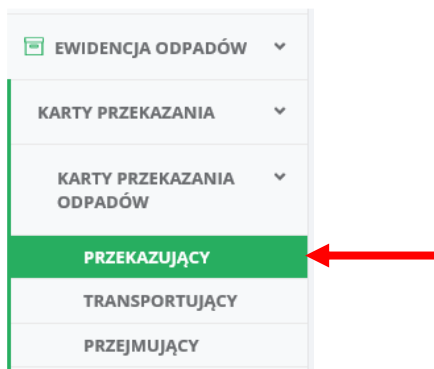 EWIDENCJA ODPADÓW
KARTY PRZEKAZANIA
KARTY PRZEKAZANIA
ODPADÓW
PRZEKAZUJĄCY
TRANSPORTUJĄCY
PRZEJMUJĄCY